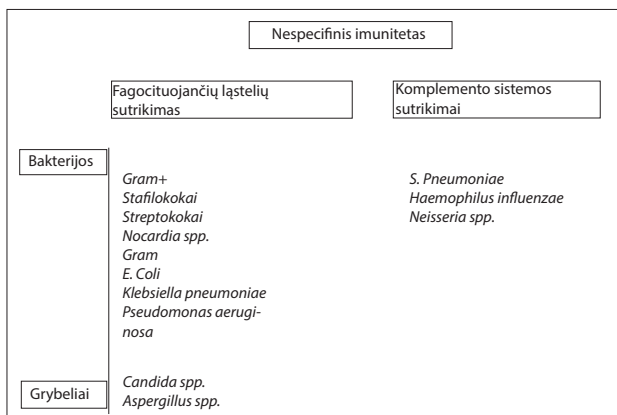 Nespecifinis imunitetas
Fagocituojančių ląstelių
sutrikimas
Komplemento sistemos
sutrikimai
Bakterijos
Gram+
Stafilokokai
Streptokokai
Nocardia spp.
Gram
E. Coli
Klebsiella pneumoniae
Pseudomonas aerugi-
nosa
S. Pneumoniae
Haemophilus influenzae
Neisseria spp.
Grybeliai
Candida spp.
Aspergillus spp.